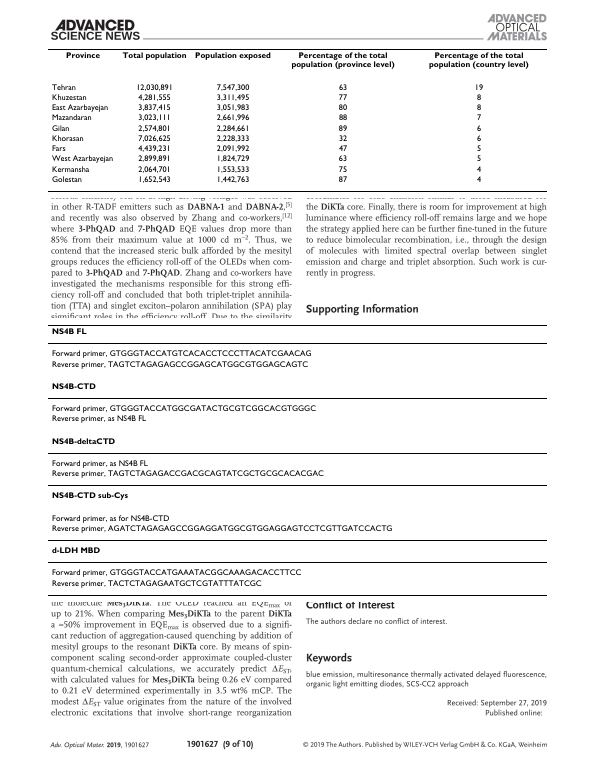 ADVANCED
SCIENCE NEWS
ADVANCED
OPTICAL
MATERIALS
Province Total population Population exposed Percentage of the total population (province level) Percentage of the total population (country level)
Tehran 12,030,891 7,547,300 63 19
Khuzestan 4,281,555 3,311,495 77 8
East Azarbayejan 3,837,415 3,051,983 80 8
Mazandaran 3,023,111 2,661,996 88 7
Gilan 2,574,801 2,284,661 89 6
Khorasan 7,026,625 2,228,333 32 6
Fars 4,439,231 2,091,992 47 5
West Azarbayejan 2,899,891 1,824,729 63 5
Kermansha 2,064,701 1,553,533 75 4
Golestan 1,652,543 1,442,763 87 4
in other R-TADF emitters such as DABNA-1 and DABNA-2,[5]
and recently was also observed by Zhang and co-workers,[12]
where 3-PhQAD and 7-PhQAD EQE values drop more than
85% from their maximum value at 1000 cd m−2. Thus, we
contend that the increased steric bulk afforded by the mesityl
groups reduces the efficiency roll-off of the OLEDs when com-
pared to 3-PhQAD and 7-PhQAD. Zhang and co-workers have
investigated the mechanisms responsible for this strong effi-
ciency roll-off and concluded that both triplet-triplet annihila-
tion (TTA) and singlet exciton–polaron annihilation (SPA) play
significant roles in the efficiency roll-off. Due to the similarity
the DiKTa core. Finally, there is room for improvement at high
luminance where efficiency roll-off remains large and we hope
the strategy applied here can be further fine-tuned in the future
to reduce bimolecular recombination, i.e., through the design
of molecules with limited spectral overlap between singlet
emission and charge and triplet absorption. Such work is cur-
rently in progress.
Supporting Information
NS4B FL
Forward primer, GTGGGTACCATGTCACACCTCCCTTACATCGAACAG
Reverse primer, TAGTCTAGAGAGCCGGAGCATGGCGTGGAGCAGTC
NS4B-CTD
Forward primer, GTGGGTACCATGGCGATACTGCGTCGGCACGTGGGC
Reverse primer, as NS4B FL
NS4B-deltaCTD
Forward primer, as NS4B FL
Reverse primer, TAGTCTAGAGACCGACGCAGTATCGCTGCGCACACGAC
NS4B-CTD sub-Cys
Forward primer, as for NS4B-CTD
Reverse primer, AGATCTAGAGAGCCGGAGGATGGCGTGGAGGAGTCCTCGTTGATCCACTG
d-LDH MBD
Forward primer, GTGGGTACCATGAAATACGGCAAAGACACCTTCC
Reverse primer, TACTCTAGAGAATGCTCGTATTTATCGC
the molecule Mes3DiKTa. The OLED reached an EQEmax of
up to 21%. When comparing Mes3DiKTa to the parent DiKTa
a ≈50% improvement in EQEmax is observed due to a signifi-
cant reduction of aggregation-caused quenching by addition of
mesityl groups to the resonant DiKTa core. By means of spin-
component scaling second-order approximate coupled-cluster
quantum-chemical calculations, we accurately predict ΔEST,
with calculated values for Mes3DiKTa being 0.26 eV compared
to 0.21 eV determined experimentally in 3.5 wt% mCP. The
modest ΔEST value originates from the nature of the involved
electronic excitations that involve short-range reorganization
Conflict of Interest
The authors declare no conflict of interest.
Keywords
blue emission, multiresonance thermally activated delayed fluorescence,
organic light emitting diodes, SCS-CC2 approach
Received: September 27, 2019
Published online:
Adv. Optical Mater. 2019, 1901627
1901627 (9 of 10)
© 2019 The Authors. Published by WILEY-VCH Verlag GmbH & Co. KGaA, Weinheim